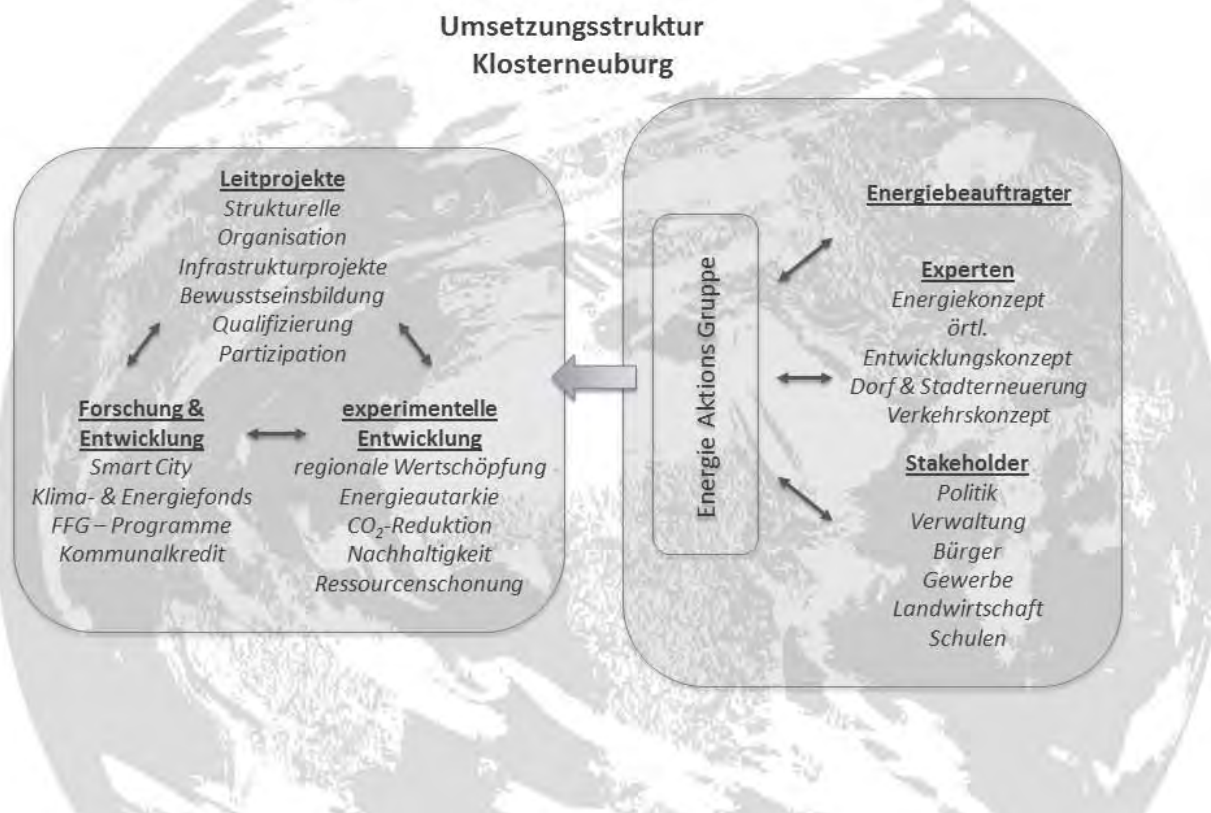 Umsetzungsstruktur
Klosterneuburg
Leitprojekte
Strukturelle
Organisation
Infrastrukturprojekte
Bewusstseinsbildung
Qualifizierung
Partizipation
Forschung &
Entwicklung
Smart City
Klima- & Energiefonds
FFG – Programme
Kommunalkredit
experimentelle
Entwicklung
regionale Wertschöpfung
Energieautarkie
CO₂-Reduktion
Nachhaltigkeit
Ressourcenschonung
Energie Aktions Gruppe
Energiebeauftragter
Experten
Energiekonzept
örtl.
Entwicklungskonzept
Dorf & Stadterneuerung
Verkehrskonzept
Stakeholder
Politik
Verwaltung
Bürger
Gewerbe
Landwirtschaft
Schulen